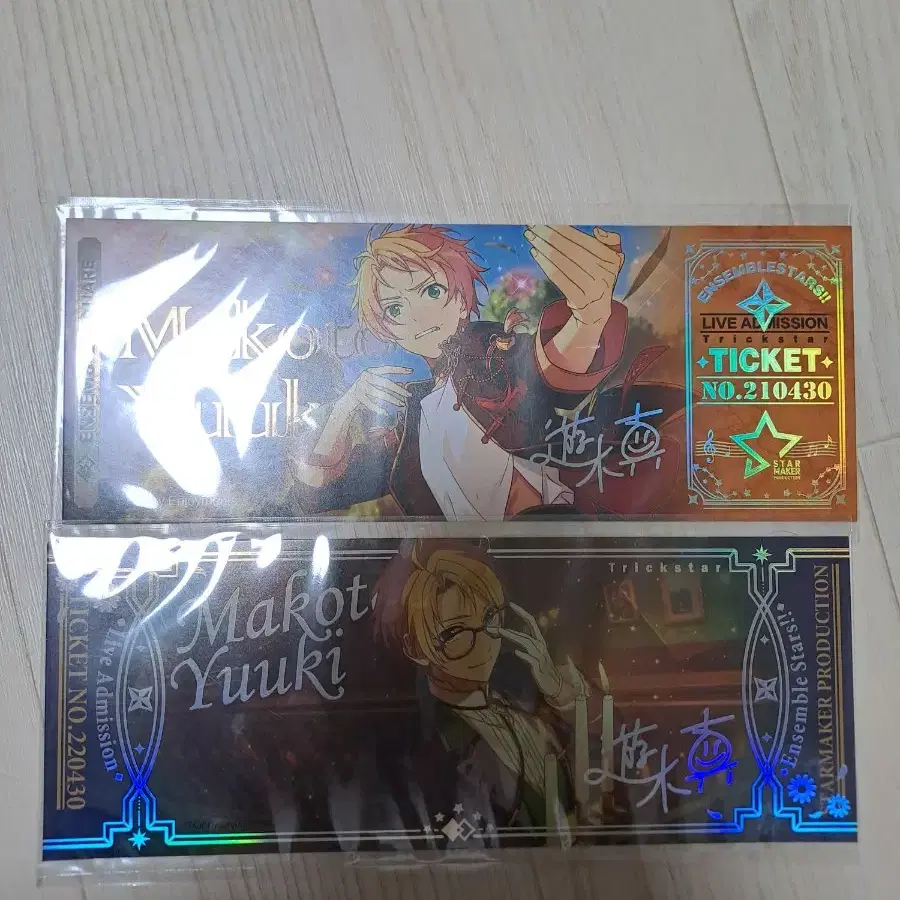 Makoto
Yuuki
遊木真
ENSEMBLESTARS!!
LIVE ADMISSION
Trickstar
TICKET
NO.210430
STAR
MAKER
PRODUCTION
TICKET NO.220430
Live Admission
Makoto
Yuuki
Trickstar
遊木真
Ensemble Stars!!
STARMAKER PRODUCTION